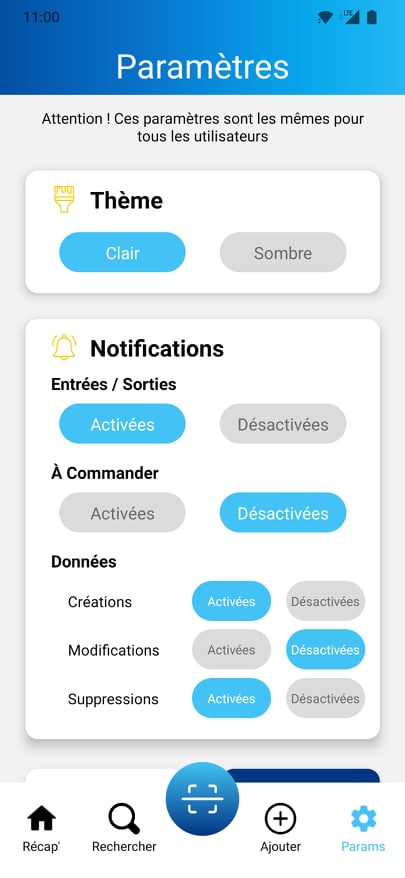 11:00
LTE
Paramètres
Attention ! Ces paramètres sont les mêmes pour
tous les utilisateurs
Thème
Clair Sombre
Notifications
Entrées / Sorties
Activées Désactivées
À Commander
Activées Désactivées
Données
Créations Activées Désactivées
Modifications Activées Désactivées
Suppressions Activées Désactivées
Récap' Rechercher Ajouter Params